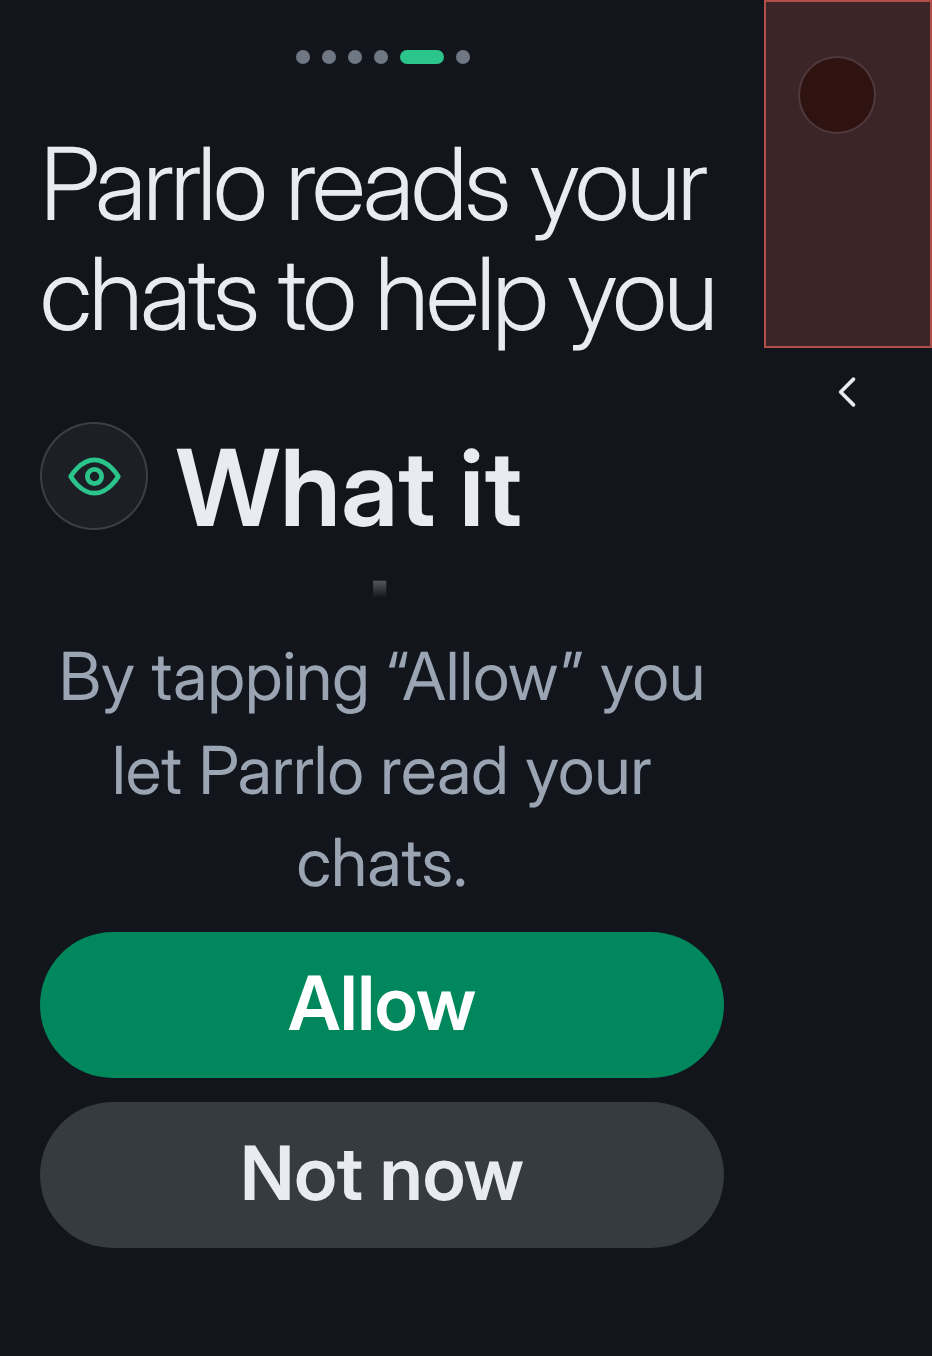 Parrlo reads your
chats to help you
What it
By tapping “Allow” you
let Parrlo read your
chats.
Allow
Not now